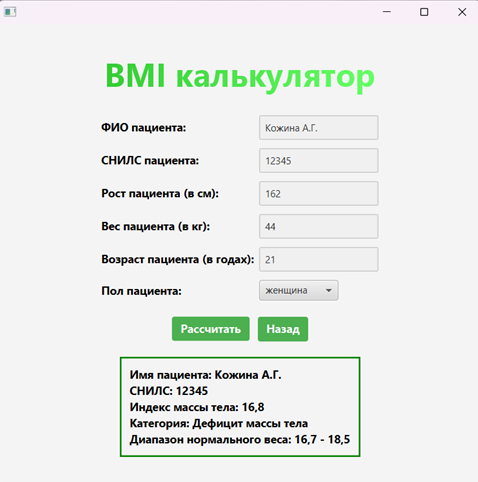 BMI калькулятор
ФИО пациента: Кожина А.Г.
СНИЛС пациента: 12345
Рост пациента (в см): 162
Вес пациента (в кг): 44
Возраст пациента (в годах): 21
Пол пациента: женщина
Рассчитать Назад
Имя пациента: Кожина А.Г.
СНИЛС: 12345
Индекс массы тела: 16,8
Категория: Дефицит массы тела
Диапазон нормального веса: 16,7 - 18,5